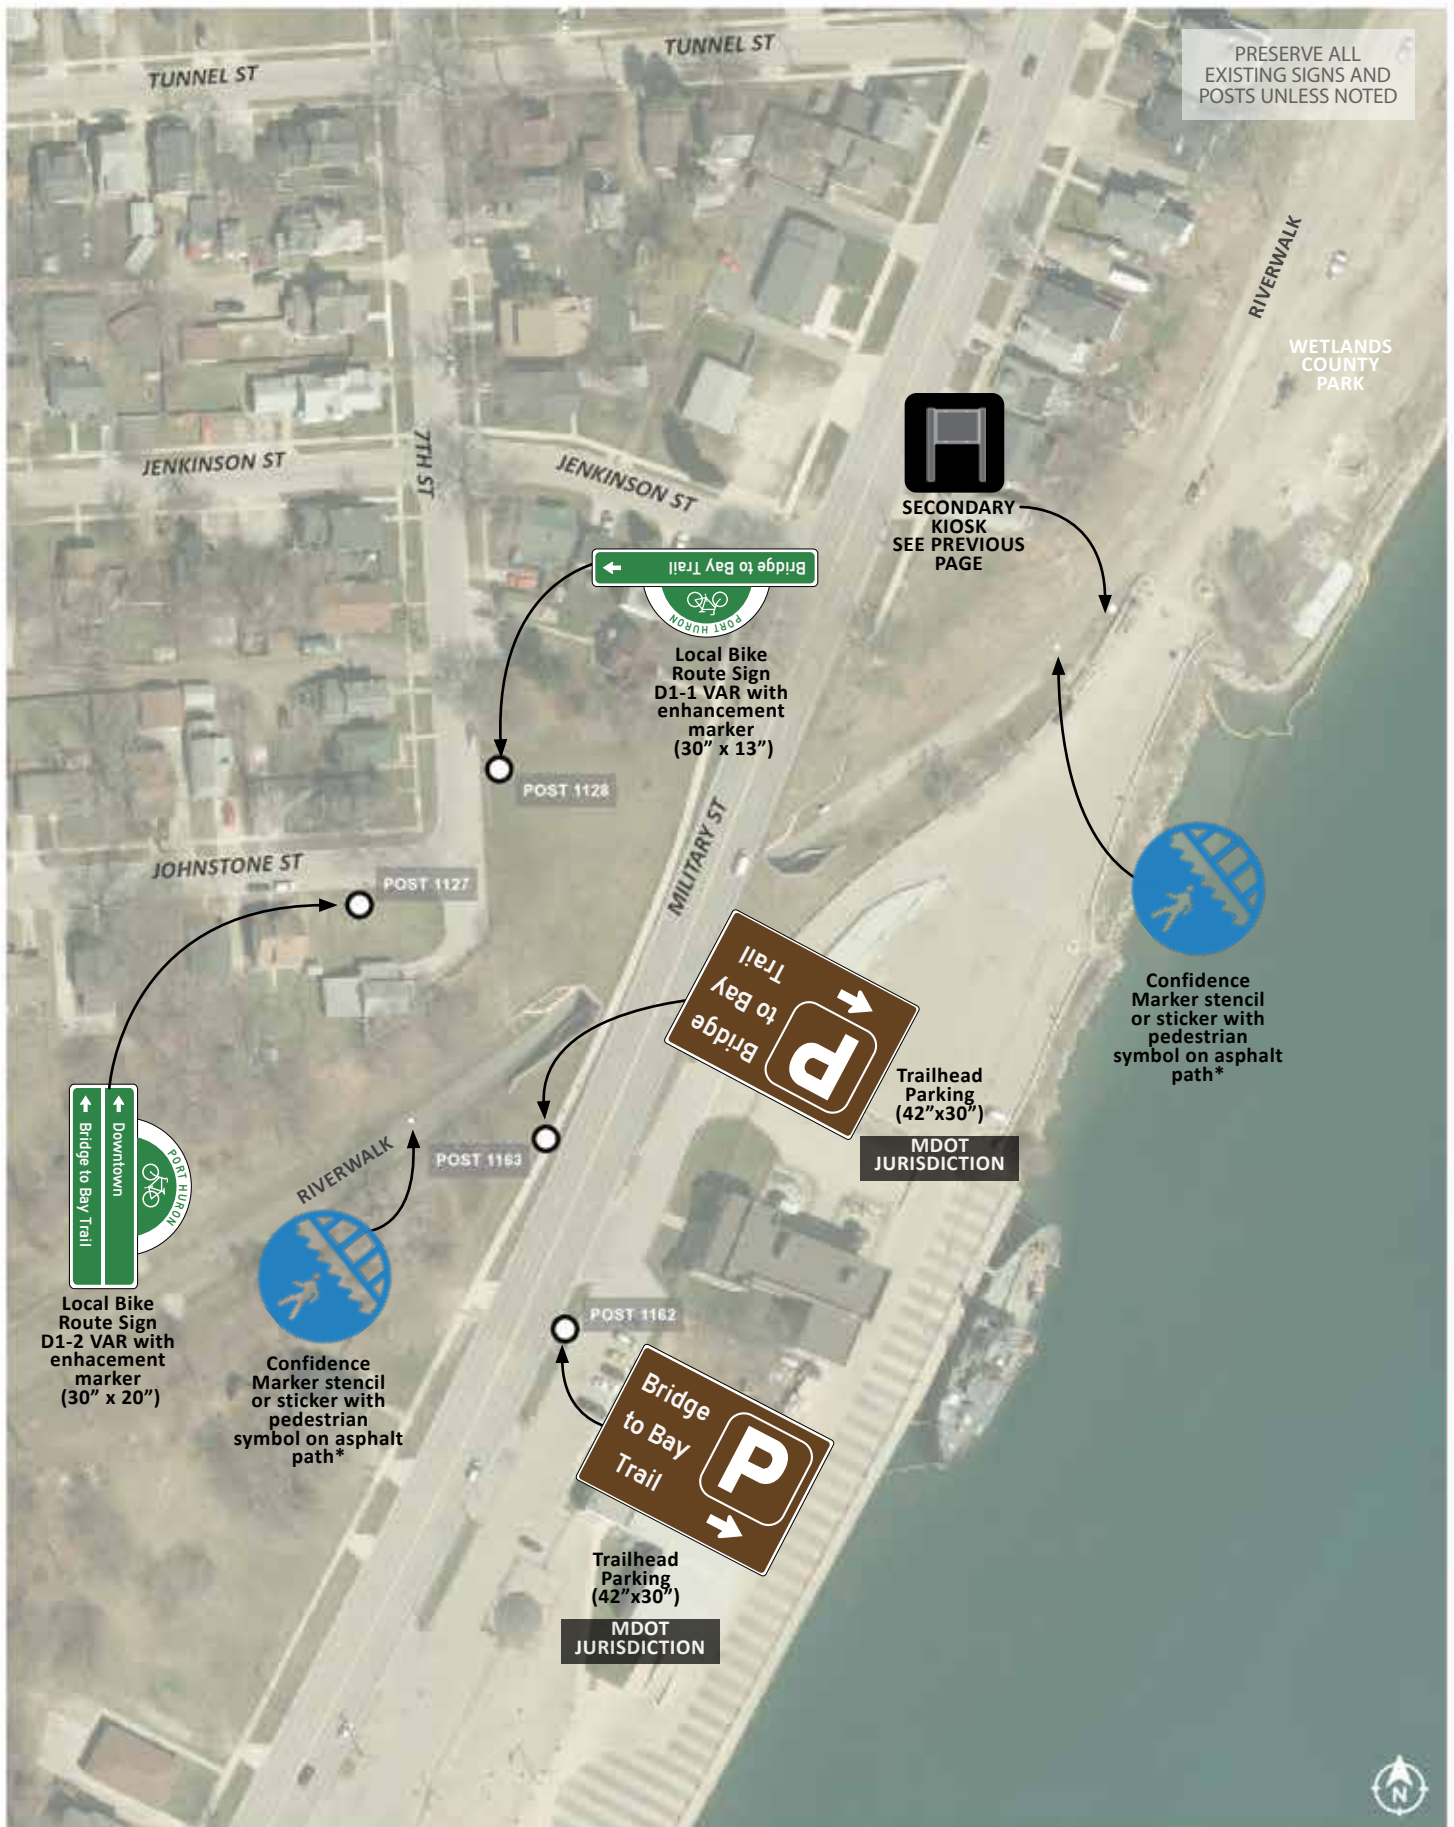 TUNNEL ST
TUNNEL ST
PRESERVE ALL
EXISTING SIGNS AND
POSTS UNLESS NOTED
RIVERWALK
WETLANDS
COUNTY
PARK
JENKINSON ST
7TH ST
JENKINSON ST
SECONDARY
KIOSK
SEE PREVIOUS
PAGE
Bridge to Bay Trail
PORT HURON
Local Bike
Route Sign
D1-1 VAR with
enhancement
marker
(30” x 13”)
POST 1128
MILITARY ST
JOHNSTONE ST
POST 1127
Confidence
Marker stencil
or sticker with
pedestrian
symbol on asphalt
path*
Bridge
to Bay
Trail
P
Trailhead
Parking
(42”x30”)
MDOT
JURISDICTION
POST 1163
RIVERWALK
Downtown
Bridge to Bay Trail
PORT HURON
Local Bike
Route Sign
D1-2 VAR with
enhacement
marker
(30” x 20”)
Confidence
Marker stencil
or sticker with
pedestrian
symbol on asphalt
path*
POST 1162
Bridge
to Bay
Trail
P
Trailhead
Parking
(42”x30”)
MDOT
JURISDICTION
N